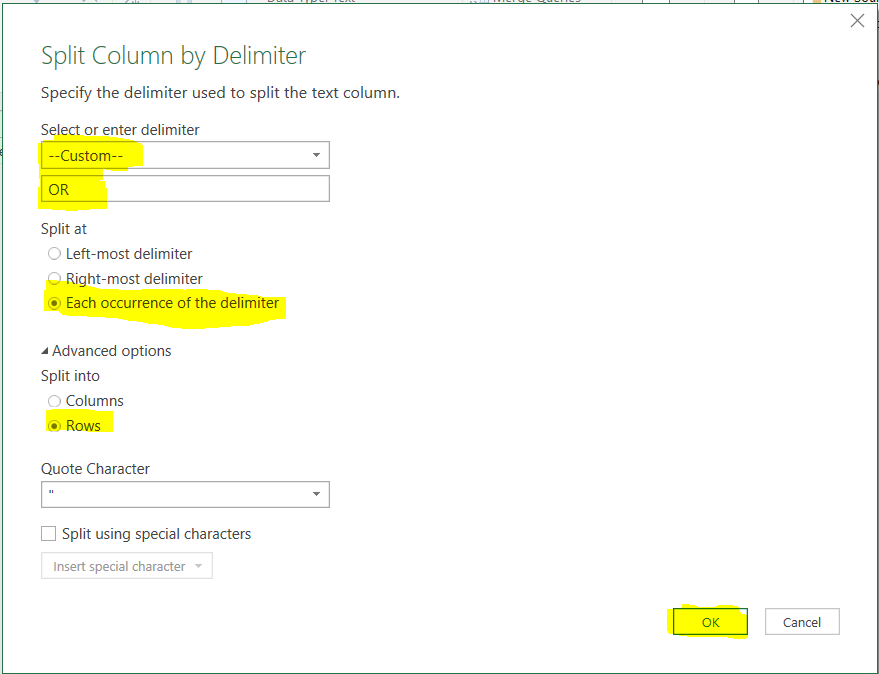 Split Column by Delimiter
Specify the delimiter used to split the text column.
Select or enter delimiter
--Custom--
OR
Split at
Left-most delimiter
Right-most delimiter
Each occurrence of the delimiter
Advanced options
Split into
Columns
Rows
Quote Character
"
Split using special characters
Insert special character
OK Cancel